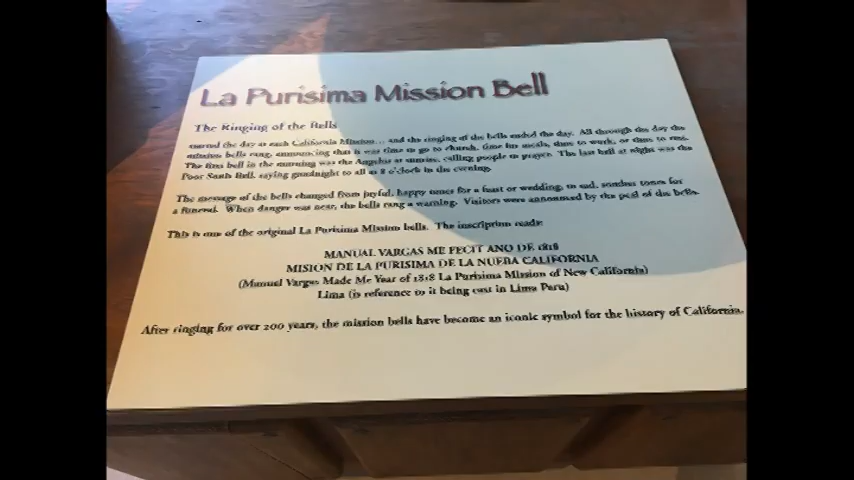 La Purisima Mission Bell
The Ringing of the Bells
started the day at each California Mission... and the ringing of the bells ended the day. All through the day the
mission bells rang, announcing that it was time to go to church, time for meals, time to work, or time to rest.
The first bell in the morning was the Angelus at sunrise, calling people to prayer. The last bell at night was the
Poor Souls Bell, saying goodnight to all at 8 o'clock in the evening.
The message of the bells changed from joyful, happy tones for a feast or wedding, to sad, somber tones for
a funeral. When danger was near, the bells rang a warning. Visitors were announced by the peal of the bells.
This is one of the original La Purisima Mission bells. The inscription reads:
MANUAL VARGAS ME FECIT ANO DE 1818
MISION DE LA PURISIMA DE LA NUEBA CALIFORNIA
(Manuel Vargas Made Me Year of 1818 La Purisima Mission of New California)
Lima (is reference to it being cast in Lima Peru)
After ringing for over 200 years, the mission bells have become an iconic symbol for the history of California.